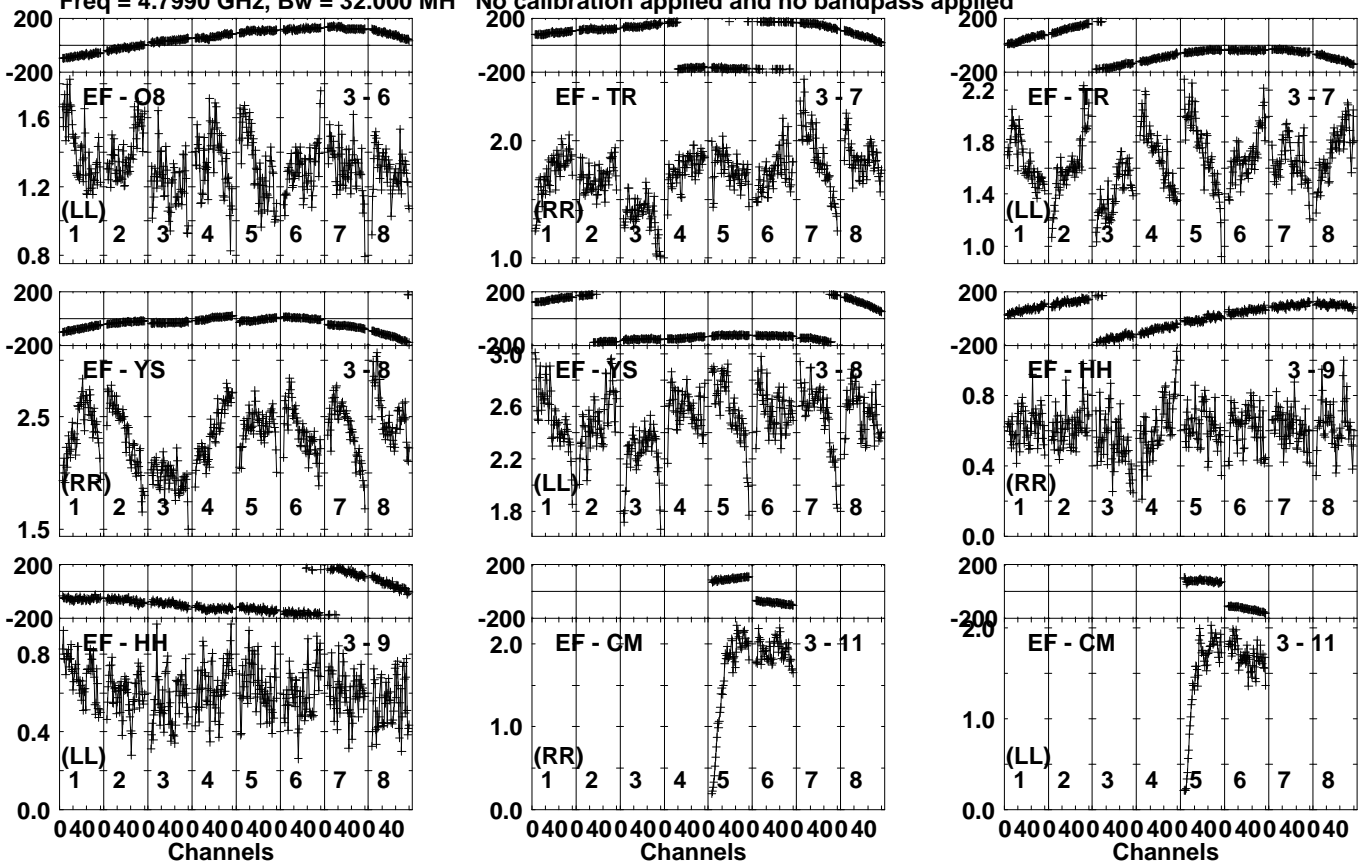 Freq = 4.7990 GHz, Bw = 32.000 MH No calibration applied and no bandpass applied
200 200 200
-200 -200 -200
EF - O8 3 - 6 EF - TR 3 - 7 EF - TR 3 - 7
1.6 2.0 2.2
1.2 1.8
0.8 1.0 1.4
1.0
(LL) (RR) (LL)
1 2 3 4 5 6 7 8 1 2 3 4 5 6 7 8 1 2 3 4 5 6 7 8
200 200 200
-200 -200 -200
EF - YS 3 - 8 EF - YS 3 - 8 EF - HH 3 - 9
2.5 3.0 0.8
1.5 2.6 0.4
2.2 0.0
1.8
(RR) (LL) (RR)
1 2 3 4 5 6 7 8 1 2 3 4 5 6 7 8 1 2 3 4 5 6 7 8
200 200 200
-200 -200 -200
EF - HH 3 - 9 EF - CM 3 - 11 EF - CM 3 - 11
0.8 2.0 2.0
0.4 1.0 1.0
0.0 0.0 0.0
(LL) (RR) (LL)
1 2 3 4 5 6 7 8 1 2 3 4 5 6 7 8 1 2 3 4 5 6 7 8
0 40 0 40 0 40 0 40 0 40 0 40 0 40 0 40 0 40 0 40 0 40 0 40 0 40 0 40 0 40 0 40 0 40 0 40 0 40 0 40 0 40 0 40 0 40 0 40
Channels Channels Channels